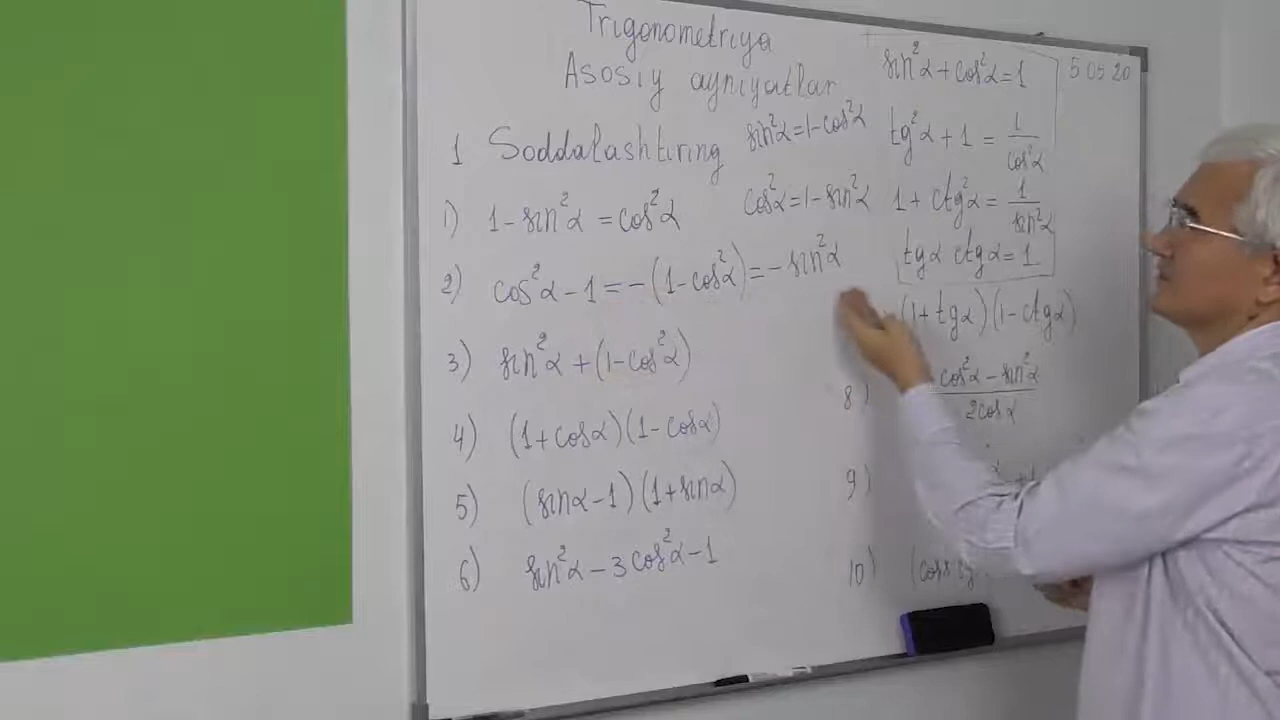 Trigonometriya
Asosiy ayniyatlar
5 05 20
1 Soddalashtiring
sin²α = 1 - cos²α
cos²α = 1 - sin²α
sin²α + cos²α = 1
tg²α + 1 = 1/cos²α
1 + ctg²α = 1/sin²α
tgα ctgα = 1
1) 1 - sin²α = cos²α
2) cos²α - 1 = -(1 - cos²α) = - sin²α
3) sin²α + (1 - cos²α)
4) (1 + cosα)(1 - cosα)
5) (sinα - 1)(1 + sinα)
6) sin²α - 3 cos²α - 1
(1 + tgα)(1 - ctgα)
8) cos²α - sin²α / 2cosα
9)
10)